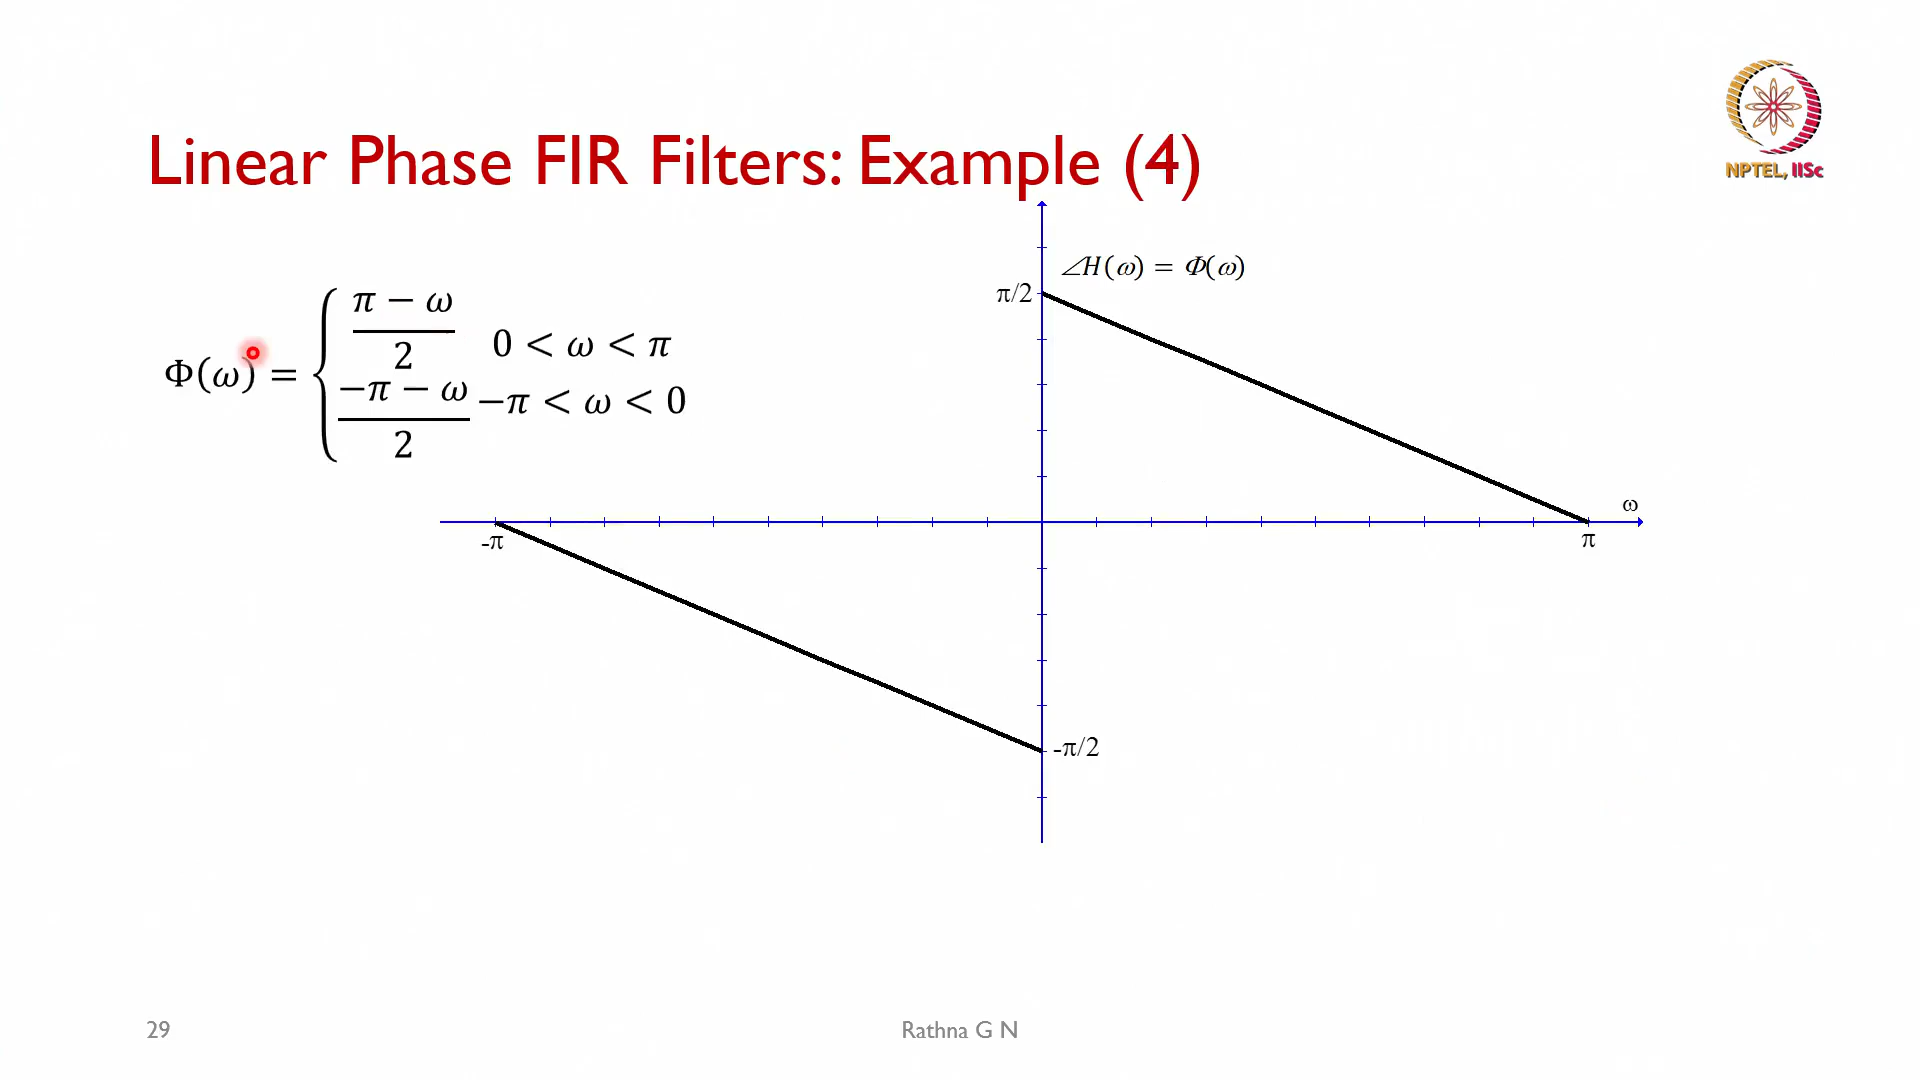 NPTEL, IISc
Linear Phase FIR Filters: Example (4)
∠H(ω) = Φ(ω)
π/2
Φ(ω) = { (π − ω)/2   0 < ω < π
(−π − ω)/2   −π < ω < 0
ω
-π
π
-π/2
29
Rathna G N